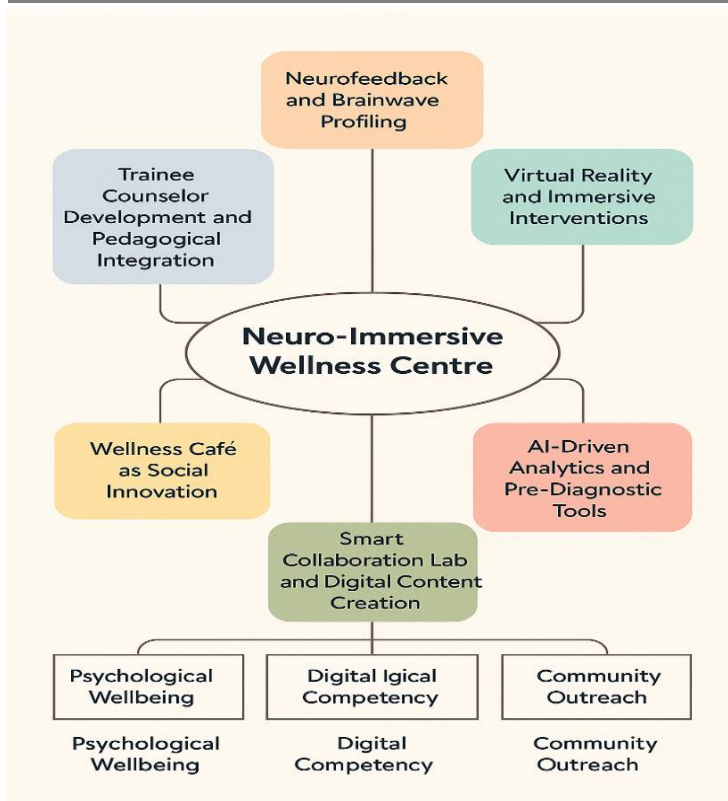 Neurofeedback
and Brainwave
Profiling
Trainee
Counselor
Development and
Pedagogical
Integration
Virtual Reality
and Immersive
Interventions
Neuro-Immersive
Wellness Centre
Wellness Café
as Social
Innovation
AI-Driven
Analytics and
Pre-Diagnostic
Tools
Smart
Collaboration Lab
and Digital Content
Creation
Psychological
Wellbeing
Digital Igical
Competency
Community
Outreach
Psychological
Wellbeing
Digital
Competency
Community
Outreach